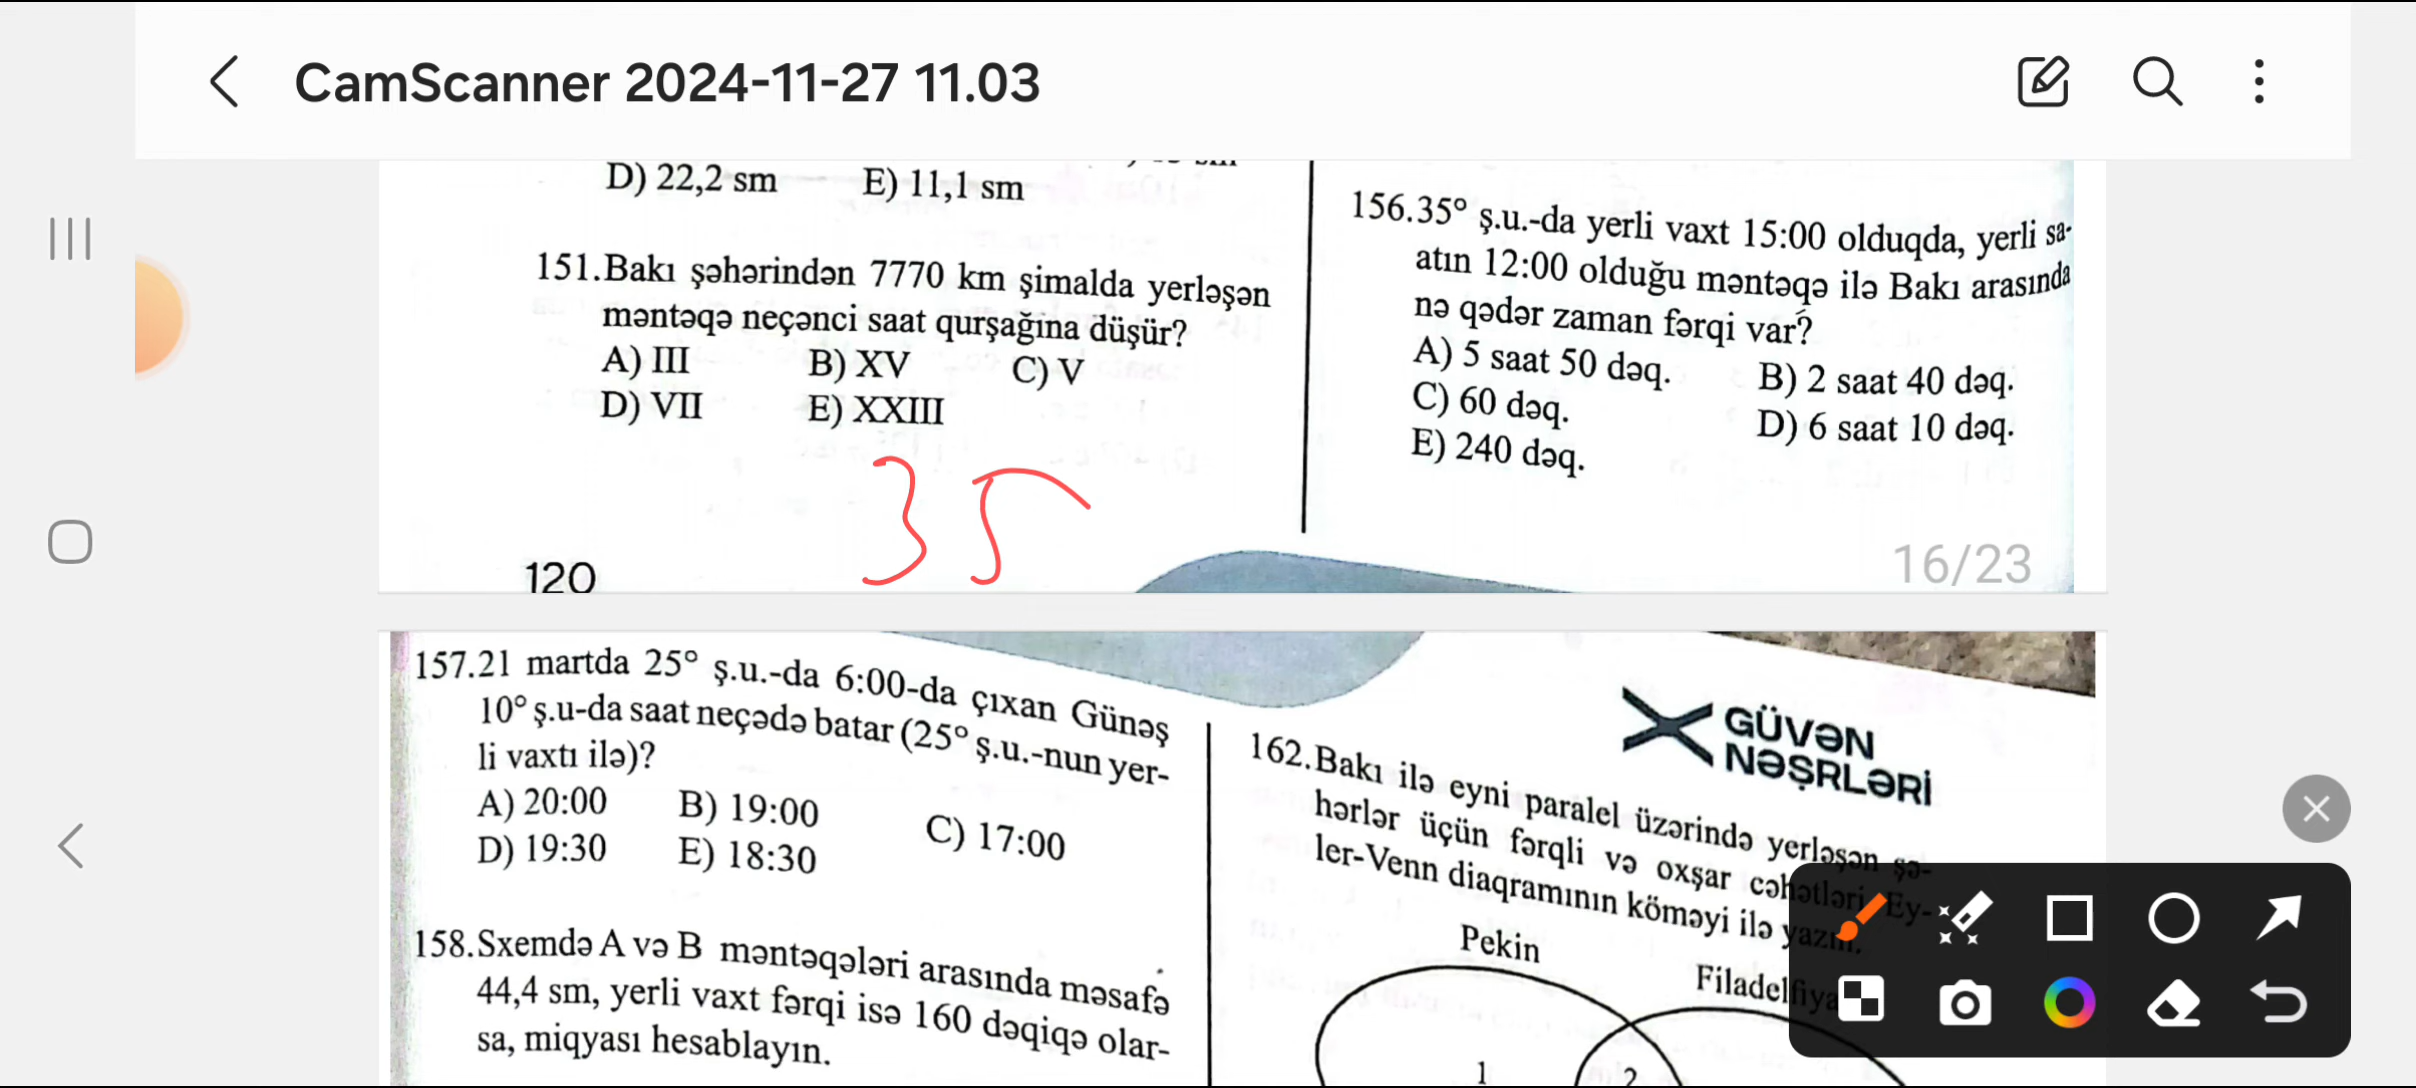 CamScanner 2024-11-27 11.03
D) 22,2 sm E) 11,1 sm
151.Bakı şəhərindən 7770 km şimalda yerləşən
məntəqə neçənci saat qurşağına düşür?
A) III B) XV C) V
D) VII E) XXIII
35
120
156.35° ş.u.-da yerli vaxt 15:00 olduqda, yerli sa-
atın 12:00 olduğu məntəqə ilə Bakı arasında
nə qədər zaman fərqi var?
A) 5 saat 50 dəq. B) 2 saat 40 dəq.
C) 60 dəq. D) 6 saat 10 dəq.
E) 240 dəq.
16/23
157.21 martda 25° ş.u.-da 6:00-da çıxan Günəş
10° ş.u-da saat neçədə batar (25° ş.u.-nun yer-
li vaxtı ilə)?
A) 20:00 B) 19:00 C) 17:00
D) 19:30 E) 18:30
158.Sxemdə A və B məntəqələri arasında məsafə
44,4 sm, yerli vaxt fərqi isə 160 dəqiqə olar-
sa, miqyası hesablayın.
GÜVƏN
NƏŞRLƏRİ
162.Bakı ilə eyni paralel üzərində yerləşən şə-
hərlər üçün fərqli və oxşar cəhətləri Ey-
ler-Venn diaqramının köməyi ilə yazın.
Pekin
Filadelfiya
1
2